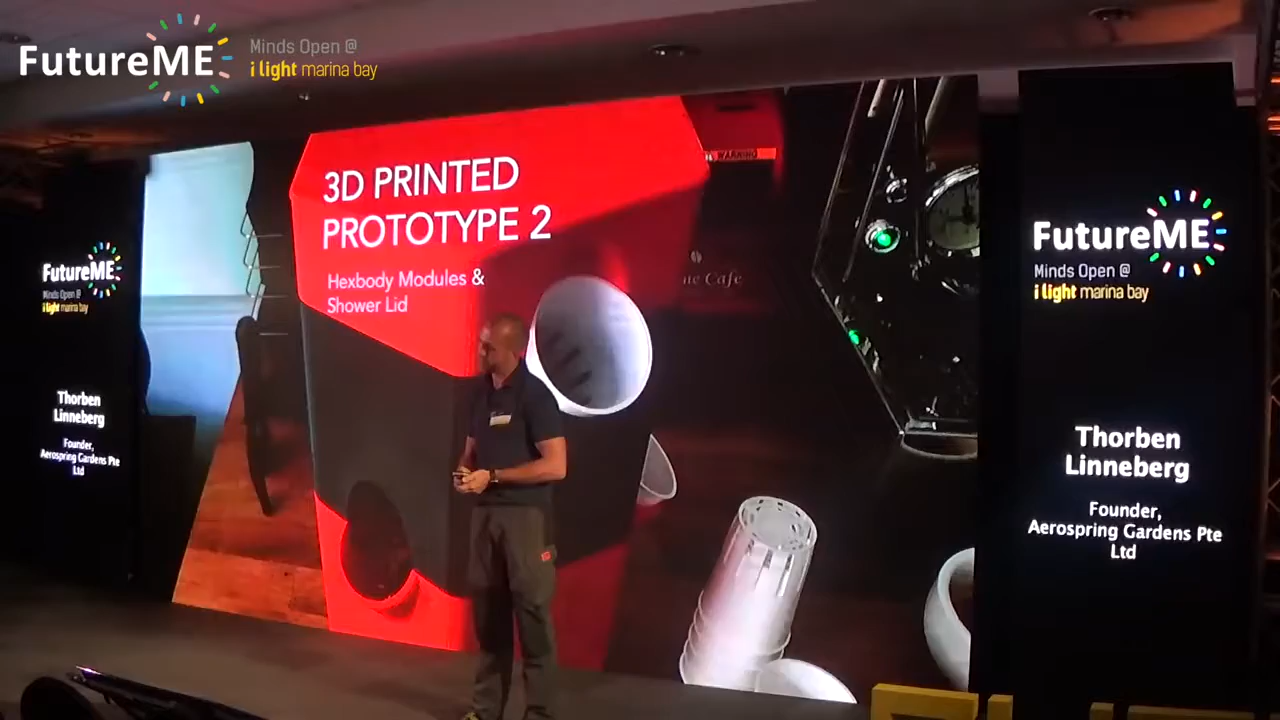 FutureME
Minds Open @
i light marina bay
3D PRINTED
PROTOTYPE 2
Hexbody Modules &
Shower Lid
WARNING
Cafe
FutureME
Minds Open @
i light marina bay
Thorben
Linneberg
Founder,
Aerospring Gardens Pte
Ltd
FutureME
Minds Open @
i light marina bay
Thorben
Linneberg
Founder,
Aerospring Gardens Pte
Ltd